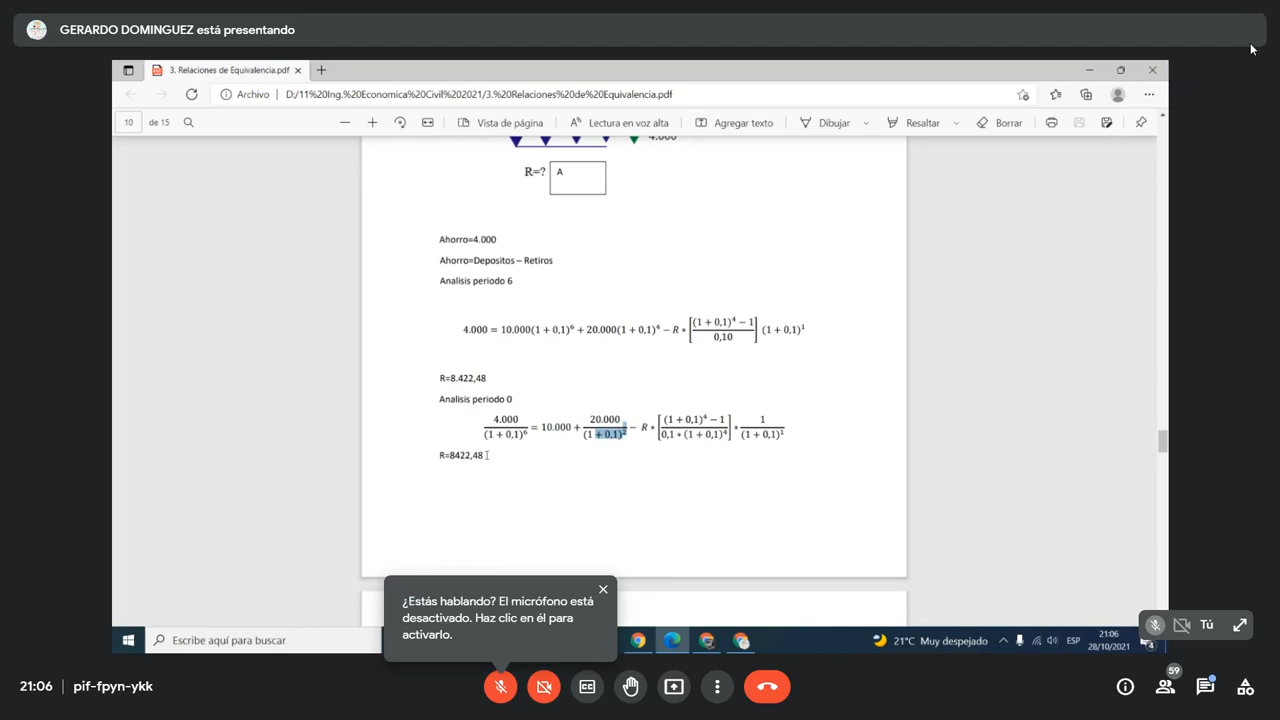 GERARDO DOMINGUEZ está presentando
3. Relaciones de Equivalencia.pdf
Archivo | D:/11%20Ing.%20Economica%20Civil%202021/3.%20Relaciones%20de%20Equivalencia.pdf
10 de 15 Vista de página Lectura en voz alta Agregar texto Dibujar Resaltar Borrar
4.000
R=? A
Ahorro=4.000
Ahorro=Depositos – Retiros
Analisis periodo 6
4.000 = 10.000(1 + 0,1)⁶ + 20.000(1 + 0,1)⁴ − R * [((1 + 0,1)⁴ − 1) / 0,10] (1 + 0,1)¹
R=8.422,48
Analisis periodo 0
4.000 / (1 + 0,1)⁶ = 10.000 + 20.000 / (1 + 0,1)² − R * [((1 + 0,1)⁴ − 1) / (0,1 * (1 + 0,1)⁴)] * 1 / (1 + 0,1)¹
R=8422,48
¿Estás hablando? El micrófono está
desactivado. Haz clic en él para
activarlo.
Tú
Escribe aquí para buscar
21°C Muy despejado
ESP
21:06
28/10/2021
4
21:06 | pif-fpyn-ykk
59